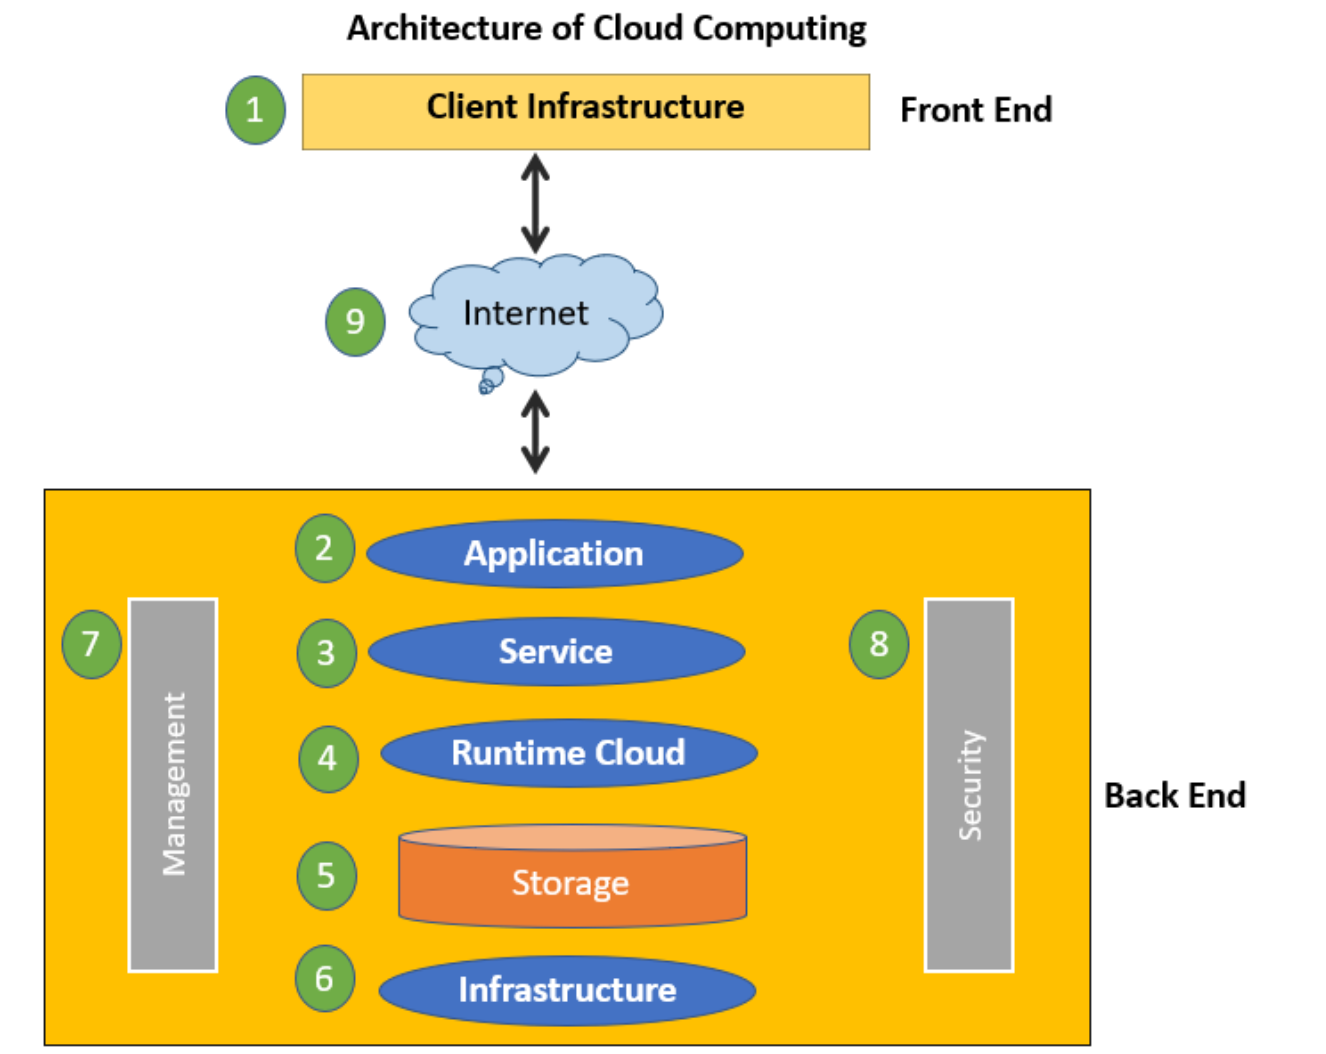 Architecture of Cloud Computing
1
Client Infrastructure
Front End
9
Internet
2
Application
7
Management
3
Service
8
Security
4
Runtime Cloud
Back End
5
Storage
6
Infrastructure